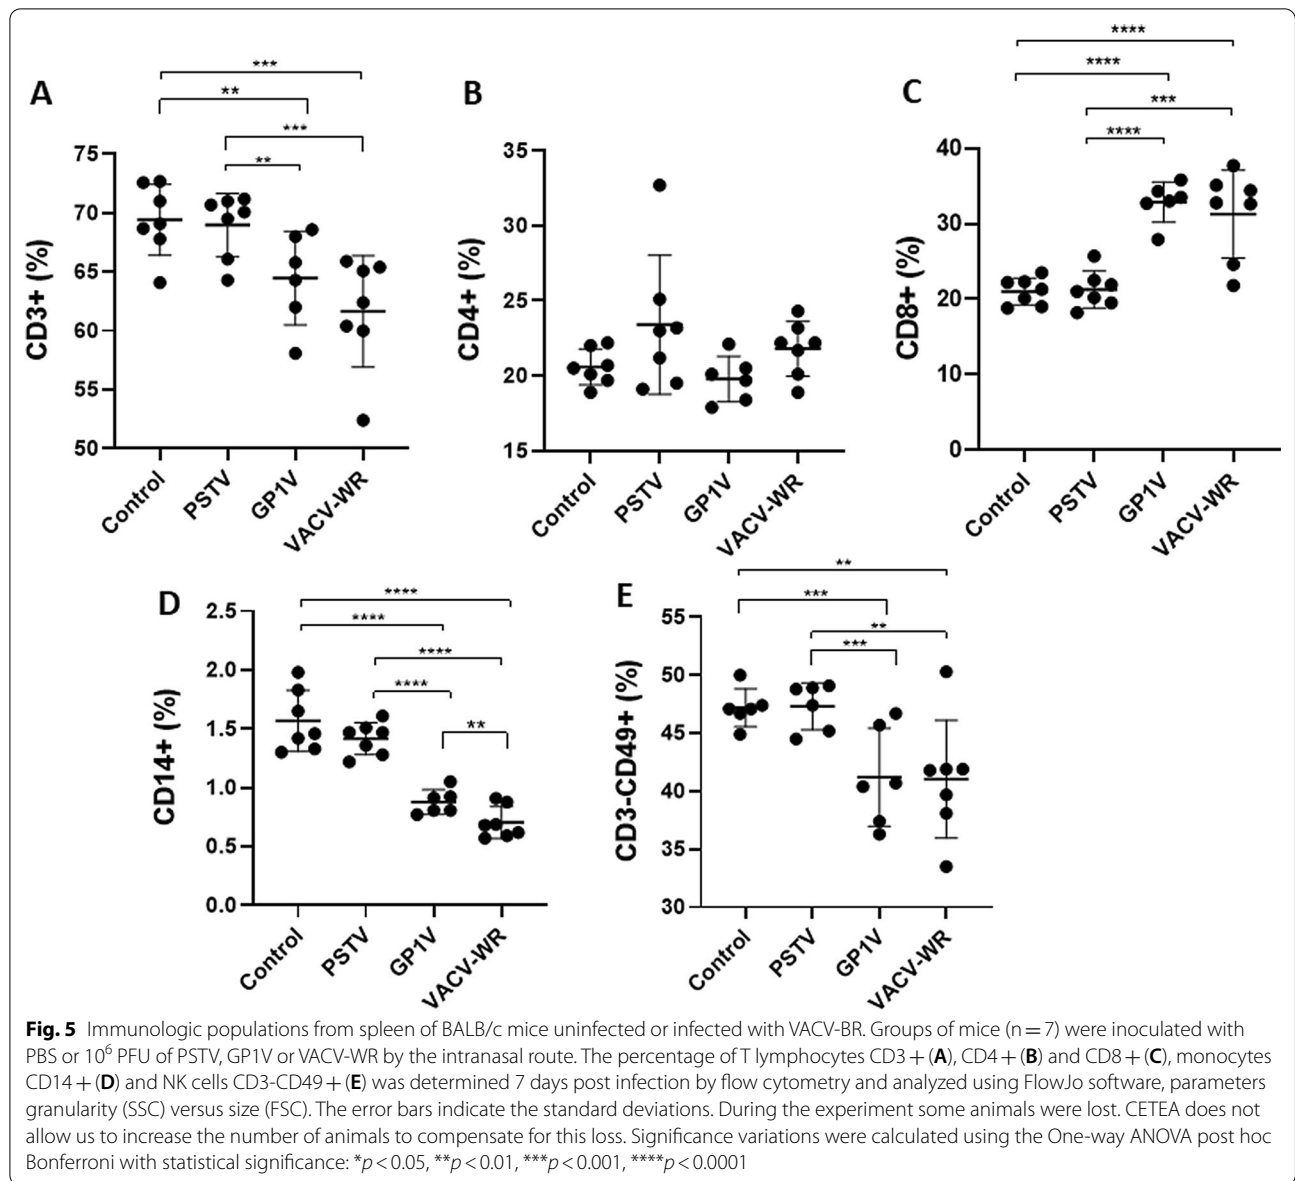 A
***
**
***
**
CD3+ (%)
75
70
65
60
55
50
Control
PSTV
GP1V
VACV-WR
B
CD4+ (%)
35
30
25
20
15
Control
PSTV
GP1V
VACV-WR
C
****
****
***
****
CD8+ (%)
40
30
20
10
0
Control
PSTV
GP1V
VACV-WR
D
****
****
****
****
**
CD14+ (%)
2.5
2.0
1.5
1.0
0.5
0.0
Control
PSTV
GP1V
VACV-WR
E
**
***
**
***
CD3-CD49+ (%)
55
50
45
40
35
30
Control
PSTV
GP1V
VACV-WR
Fig. 5 Immunologic populations from spleen of BALB/c mice uninfected or infected with VACV-BR. Groups of mice (n = 7) were inoculated with
PBS or 10⁶ PFU of PSTV, GP1V or VACV-WR by the intranasal route. The percentage of T lymphocytes CD3 + (A), CD4 + (B) and CD8 + (C), monocytes
CD14 + (D) and NK cells CD3-CD49 + (E) was determined 7 days post infection by flow cytometry and analyzed using FlowJo software, parameters
granularity (SSC) versus size (FSC). The error bars indicate the standard deviations. During the experiment some animals were lost. CETEA does not
allow us to increase the number of animals to compensate for this loss. Significance variations were calculated using the One-way ANOVA post hoc
Bonferroni with statistical significance: *p < 0.05, **p < 0.01, ***p < 0.001, ****p < 0.0001